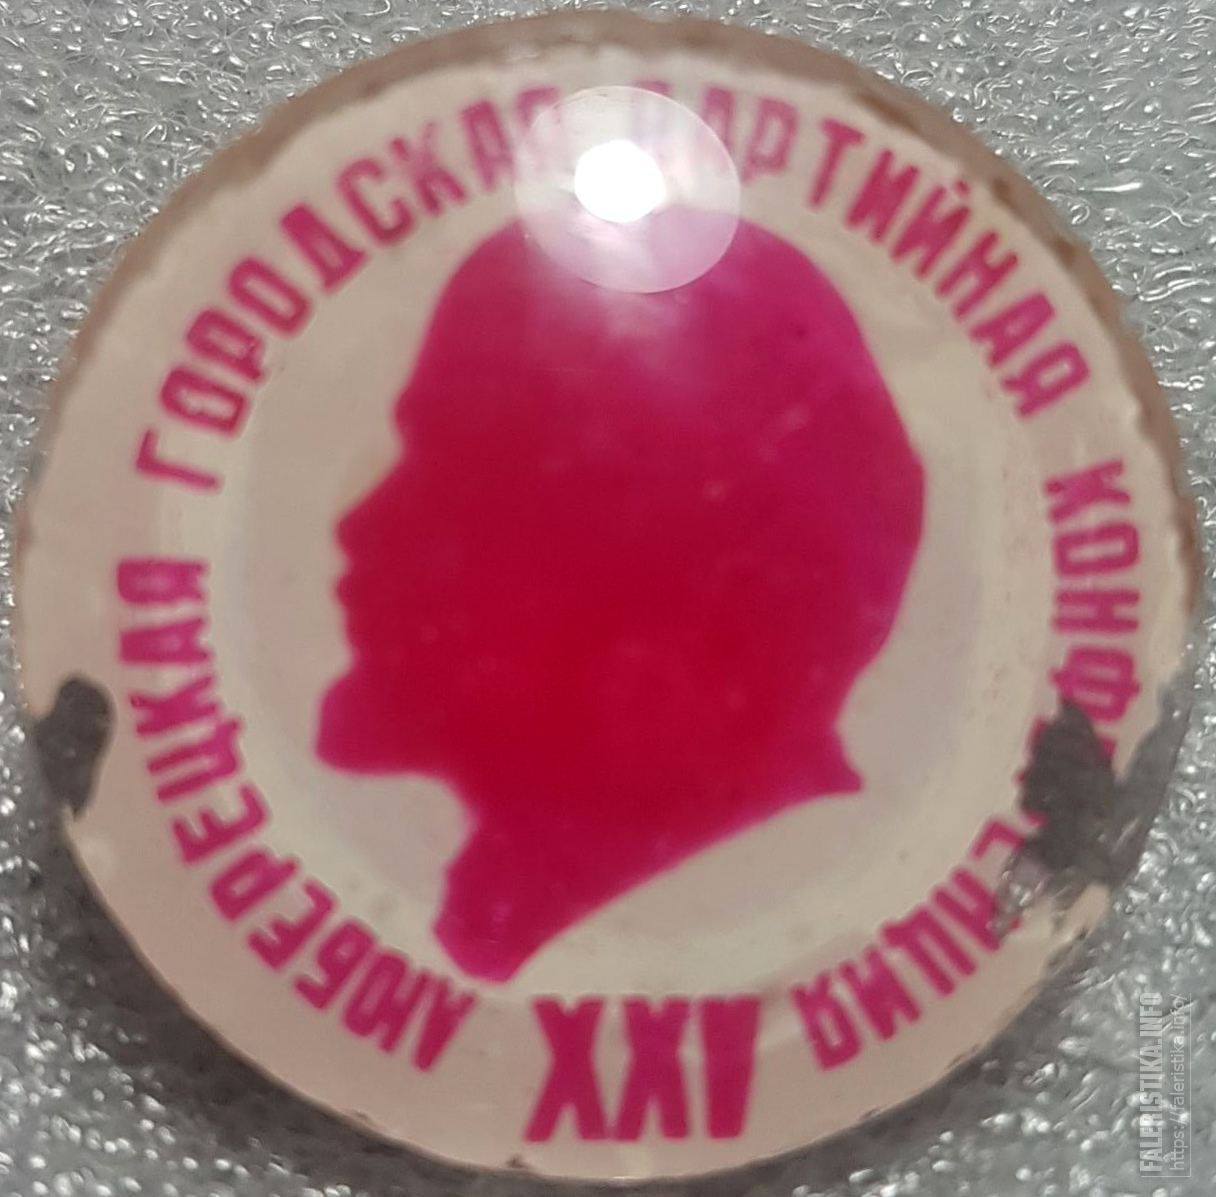 ЛЮБЕРЕЦКАЯ ГОРОДСКАЯ ПАРТИЙНАЯ КОНФЕРЕНЦИЯ
XXV
FALERISTIKA.INFO
https://faleristika.info/